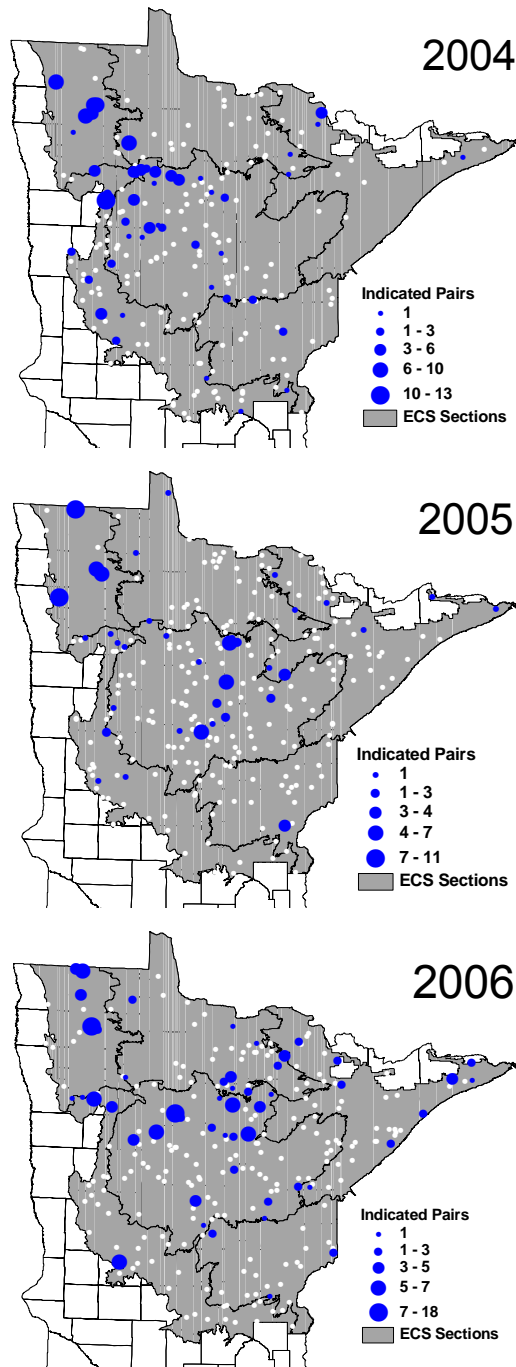 2004
Indicated Pairs
1
1 - 3
3 - 6
6 - 10
10 - 13
ECS Sections
2005
Indicated Pairs
1
1 - 3
3 - 4
4 - 7
7 - 11
ECS Sections
2006
Indicated Pairs
1
1 - 3
3 - 5
5 - 7
7 - 18
ECS Sections